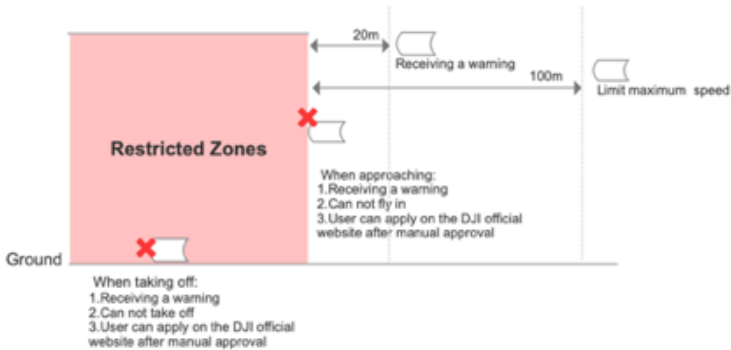 20m
Receiving a warning
100m
Limit maximum speed
Restricted Zones
When approaching:
1.Receiving a warning
2.Can not fly in
3.User can apply on the DJI official
website after manual approval
Ground
When taking off:
1.Receiving a warning
2.Can not take off
3.User can apply on the DJI official
website after manual approval